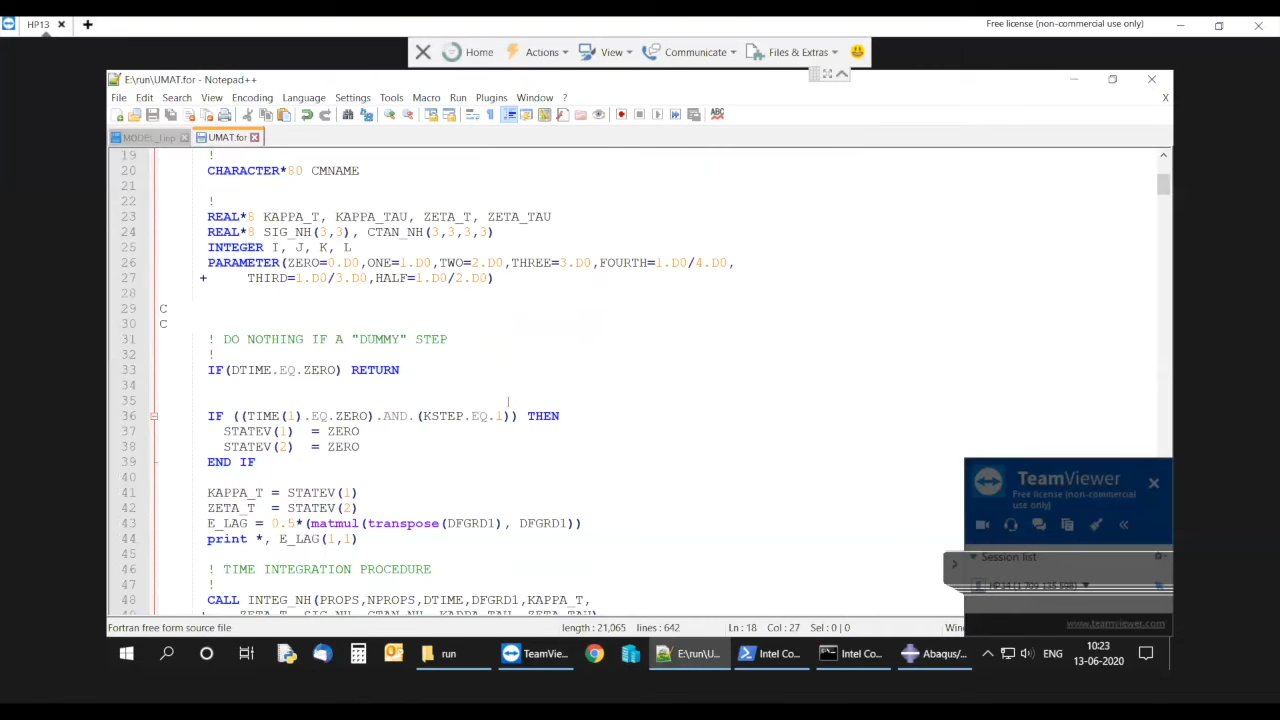 HP13
Free license (non-commercial use only)
Home Actions View Communicate Files & Extras
E:\run\UMAT.for - Notepad++
File Edit Search View Encoding Language Settings Tools Macro Run Plugins Window ? X
UMAT.for
19 !
20 CHARACTER*80 CMNAME
21
22 !
23 REAL*8 KAPPA_T, KAPPA_TAU, ZETA_T, ZETA_TAU
24 REAL*8 SIG_NH(3,3), CTAN_NH(3,3,3,3)
25 INTEGER I, J, K, L
26 PARAMETER(ZERO=0.D0,ONE=1.D0,TWO=2.D0,THREE=3.D0,FOURTH=1.D0/4.D0,
27 + THIRD=1.D0/3.D0,HALF=1.D0/2.D0)
28
29 C
30 C
31 ! DO NOTHING IF A "DUMMY" STEP
32 !
33 IF(DTIME.EQ.ZERO) RETURN
34
35
36 IF ((TIME(1).EQ.ZERO).AND.(KSTEP.EQ.1)) THEN
37 STATEV(1) = ZERO
38 STATEV(2) = ZERO
39 END IF
40
41 KAPPA_T = STATEV(1)
42 ZETA_T = STATEV(2)
43 E_LAG = 0.5*(matmul(transpose(DFGRD1), DFGRD1))
44 print *, E_LAG(1,1)
45
46 ! TIME INTEGRATION PROCEDURE
47 !
48 CALL INTEG_NH(PROPS,NPROPS,DTIME,DFGRD1,KAPPA_T,
+ ZETA_T, SIG_NH, CTAN_NH, KAPPA_TAU, ZETA_TAU)
TeamViewer
Free license (non-commercial
use only)
Session list
www.teamviewer.com
Fortran free form source file length : 21,065 lines : 642 Ln : 18 Col : 27 Sel : 0 | 0
run TeamVie... E:\run\U... Intel Co... Intel Co... Abaqus/... ENG 10:23
13-06-2020